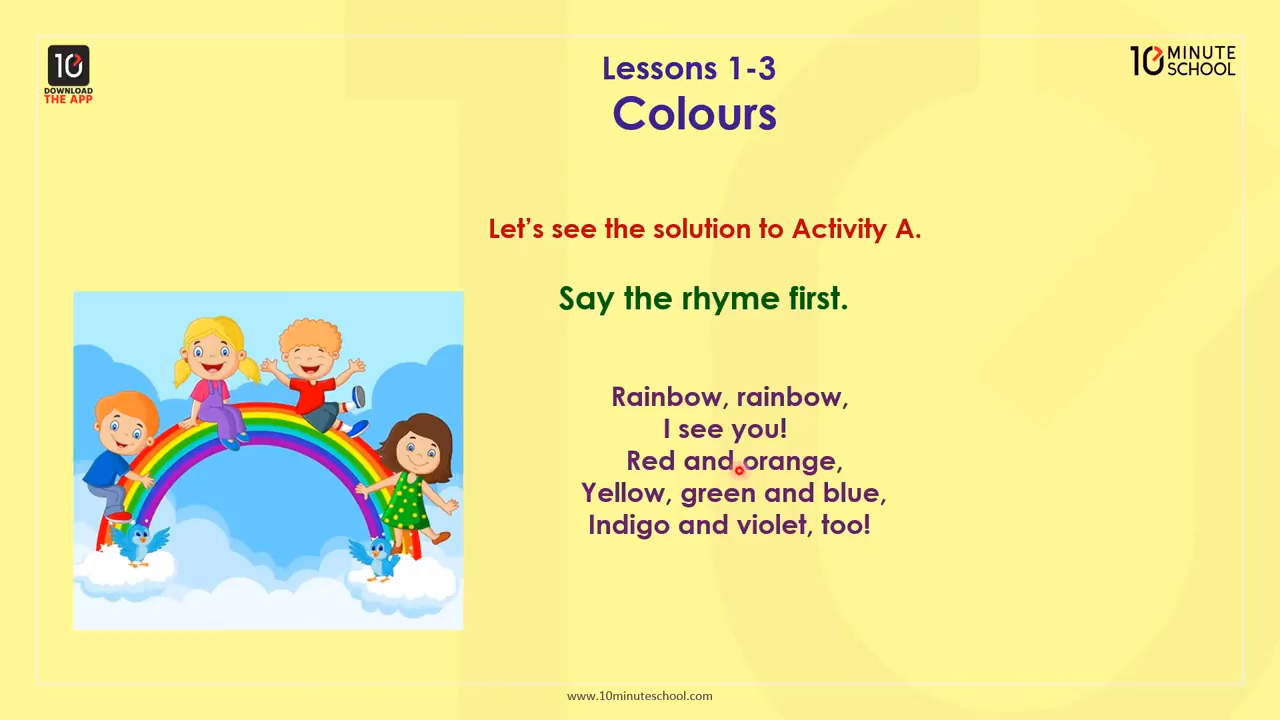 10
DOWNLOAD
THE APP
10 MINUTE
SCHOOL
Lessons 1-3
Colours
Let's see the solution to Activity A.
Say the rhyme first.
Rainbow, rainbow,
I see you!
Red and orange,
Yellow, green and blue,
Indigo and violet, too!
www.10minuteschool.com